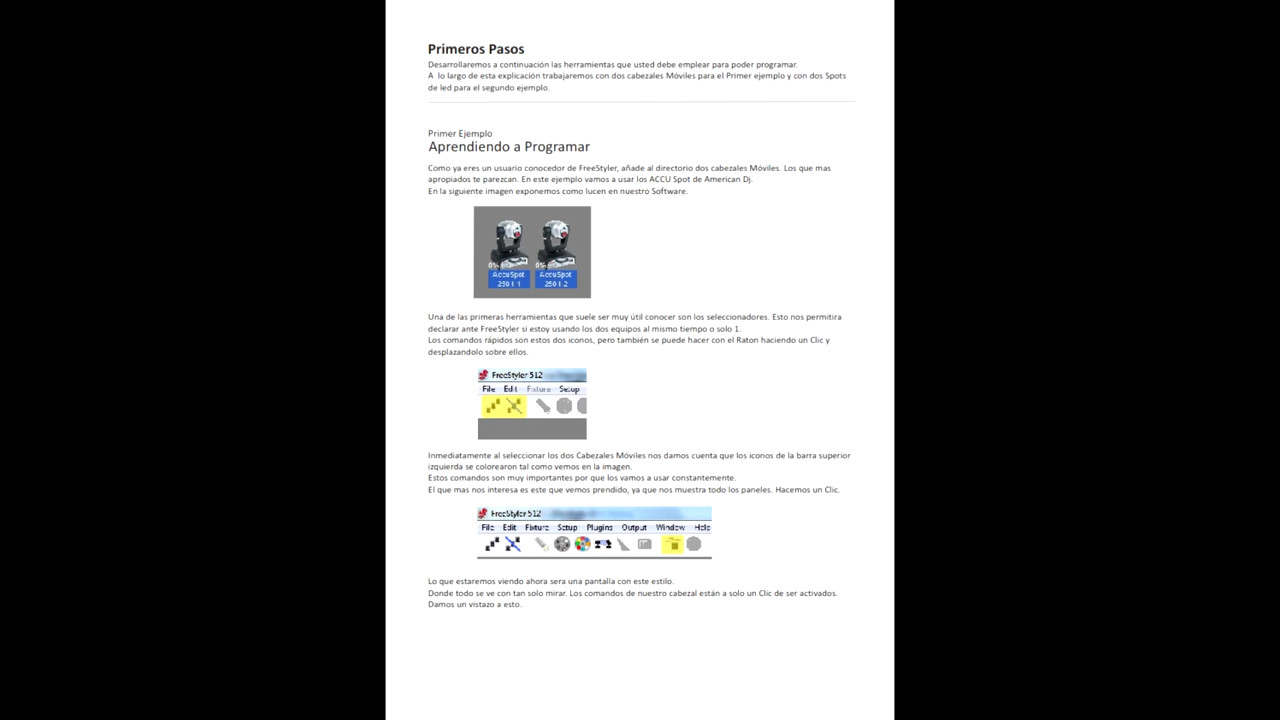 Primeros Pasos
Desarrollaremos a continuación las herramientas que usted debe emplear para poder programar.
A lo largo de esta explicación trabajaremos con dos cabezales Móviles para el Primer ejemplo y con dos Spots
de led para el segundo ejemplo.
Primer Ejemplo
Aprendiendo a Programar
Como ya eres un usuario conocedor de FreeStyler, añade al directorio dos cabezales Móviles. Los que mas
apropiados te parezcan. En este ejemplo vamos a usar los ACCU Spot de American Dj.
En la siguiente imagen exponemos como lucen en nuestro Software.
0% 0%
AccuSpot AccuSpot
250 I-1 250 I-2
Una de las primeras herramientas que suele ser muy útil conocer son los seleccionadores. Esto nos permitira
declarar ante FreeStyler si estoy usando los dos equipos al mismo tiempo o solo 1.
Los comandos rápidos son estos dos iconos, pero también se puede hacer con el Raton haciendo un Clic y
desplazandolo sobre ellos.
FreeStyler 512
File Edit Fixture Setup
Inmediatamente al seleccionar los dos Cabezales Móviles nos damos cuenta que los iconos de la barra superior
izquierda se colorearon tal como vemos en la imagen.
Estos comandos son muy importantes por que los vamos a usar constantemente.
El que mas nos interesa es este que vemos prendido, ya que nos muestra todo los paneles. Hacemos un Clic.
FreeStyler 512
File Edit Fixture Setup Plugins Output Window Help
Lo que estaremos viendo ahora sera una pantalla con este estilo.
Donde todo se ve con tan solo mirar. Los comandos de nuestro cabezal están a solo un Clic de ser activados.
Damos un vistazo a esto.